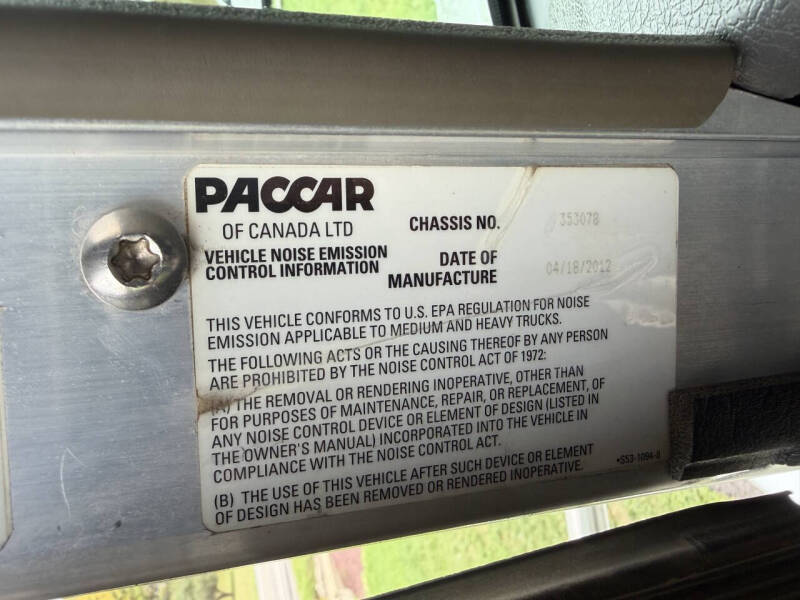 PACCAR
OF CANADA LTD
CHASSIS NO. 353078
VEHICLE NOISE EMISSION
CONTROL INFORMATION
DATE OF
MANUFACTURE 04/18/2012
THIS VEHICLE CONFORMS TO U.S. EPA REGULATION FOR NOISE
EMISSION APPLICABLE TO MEDIUM AND HEAVY TRUCKS.
THE FOLLOWING ACTS OR THE CAUSING THEREOF BY ANY PERSON
ARE PROHIBITED BY THE NOISE CONTROL ACT OF 1972:
(A) THE REMOVAL OR RENDERING INOPERATIVE, OTHER THAN
FOR PURPOSES OF MAINTENANCE, REPAIR, OR REPLACEMENT, OF
ANY NOISE CONTROL DEVICE OR ELEMENT OF DESIGN (LISTED IN
THE OWNER'S MANUAL) INCORPORATED INTO THE VEHICLE IN
COMPLIANCE WITH THE NOISE CONTROL ACT.
(B) THE USE OF THIS VEHICLE AFTER SUCH DEVICE OR ELEMENT
OF DESIGN HAS BEEN REMOVED OR RENDERED INOPERATIVE.
•S53-1094-8